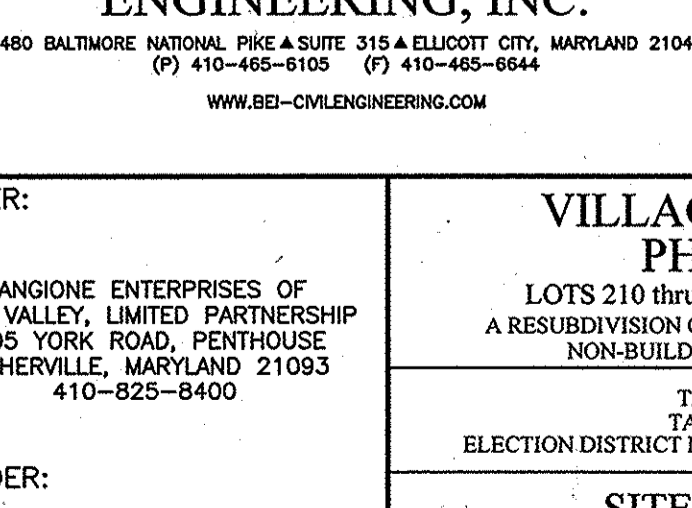 ENGINEERING, INC.
480 BALTIMORE NATIONAL PIKE▲SUITE 315▲ELLICOTT CITY, MARYLAND 2104
(P) 410-465-6105 (F) 410-465-6644
WWW.BEI-CIVILENGINEERING.COM
ER:
ANGIONE ENTERPRISES OF
VALLEY, LIMITED PARTNERSHIP
05 YORK ROAD, PENTHOUSE
HERVILLE, MARYLAND 21093
410-825-8400
DER:
VILLAG
PH
LOTS 210 thru
A RESUBDIVISION O
NON-BUILD
TA
ELECTION DISTRICT
SITE